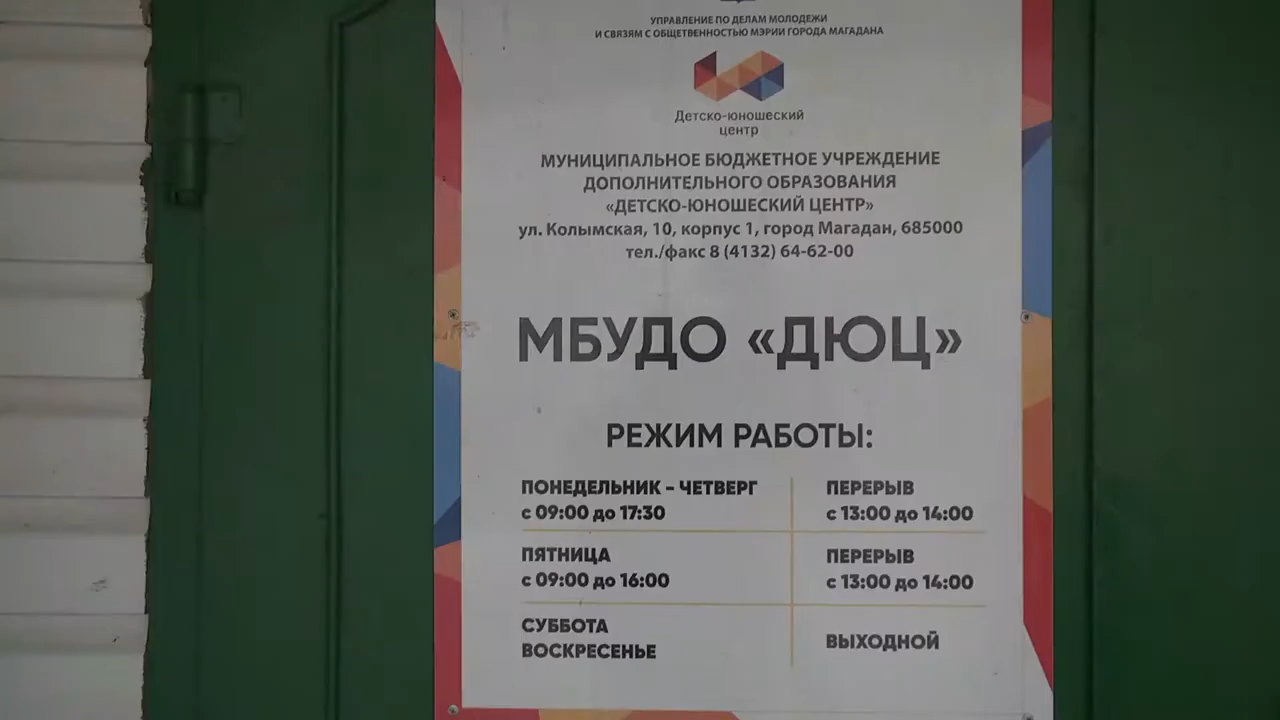 УПРАВЛЕНИЕ ПО ДЕЛАМ МОЛОДЕЖИ
И СВЯЗЯМ С ОБЩЕТВЕННОСТЬЮ МЭРИИ ГОРОДА МАГАДАНА
Детско-юношеский
центр
МУНИЦИПАЛЬНОЕ БЮДЖЕТНОЕ УЧРЕЖДЕНИЕ
ДОПОЛНИТЕЛЬНОГО ОБРАЗОВАНИЯ
«ДЕТСКО-ЮНОШЕСКИЙ ЦЕНТР»
ул. Колымская, 10, корпус 1, город Магадан, 685000
тел./факс 8 (4132) 64-62-00
МБУДО «ДЮЦ»
РЕЖИМ РАБОТЫ:
ПОНЕДЕЛЬНИК - ЧЕТВЕРГ
с 09:00 до 17:30
ПЕРЕРЫВ
с 13:00 до 14:00
ПЯТНИЦА
с 09:00 до 16:00
ПЕРЕРЫВ
с 13:00 до 14:00
СУББОТА
ВОСКРЕСЕНЬЕ
ВЫХОДНОЙ